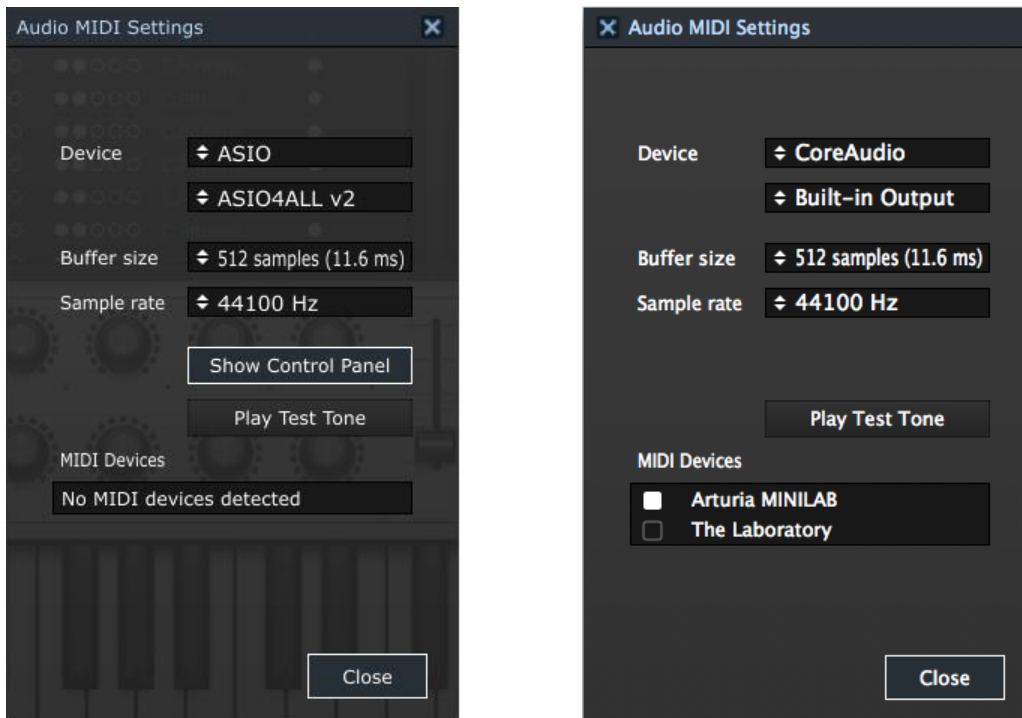 Audio MIDI Settings
Device
ASIO
ASIO4ALL v2
Buffer size
512 samples (11.6 ms)
Sample rate
44100 Hz
Show Control Panel
Play Test Tone
MIDI Devices
No MIDI devices detected
Close
Audio MIDI Settings
Device
CoreAudio
Built-in Output
Buffer size
512 samples (11.6 ms)
Sample rate
44100 Hz
Play Test Tone
MIDI Devices
Arturia MINILAB
The Laboratory
Close